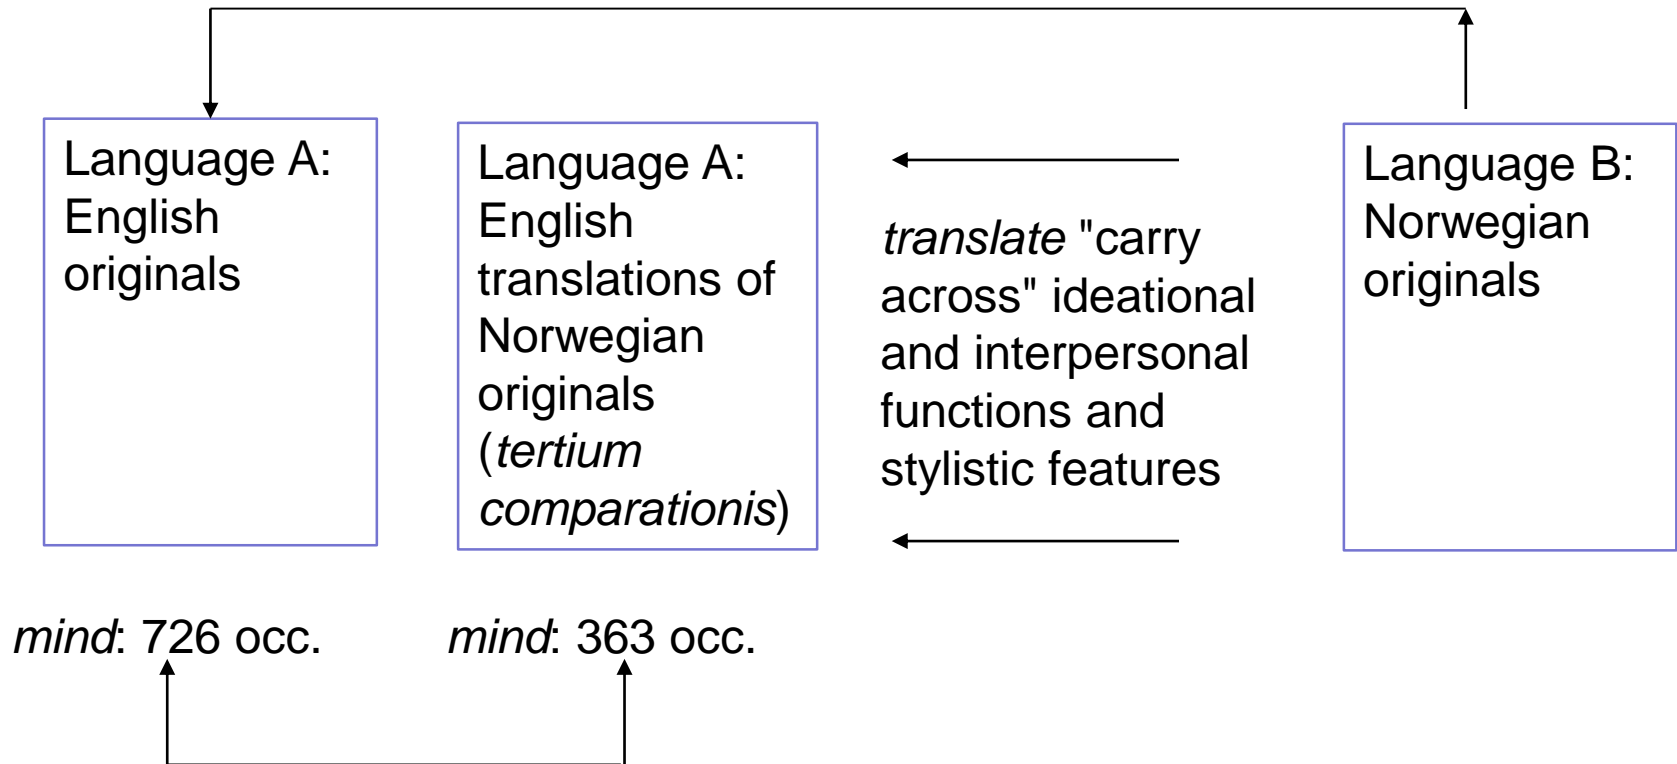 Language A:
English
originals
Language A:
English
translations of
Norwegian
originals
(tertium
comparationis)
translate "carry
across" ideational
and interpersonal
functions and
stylistic features
Language B:
Norwegian
originals
mind: 726 occ.
mind: 363 occ.